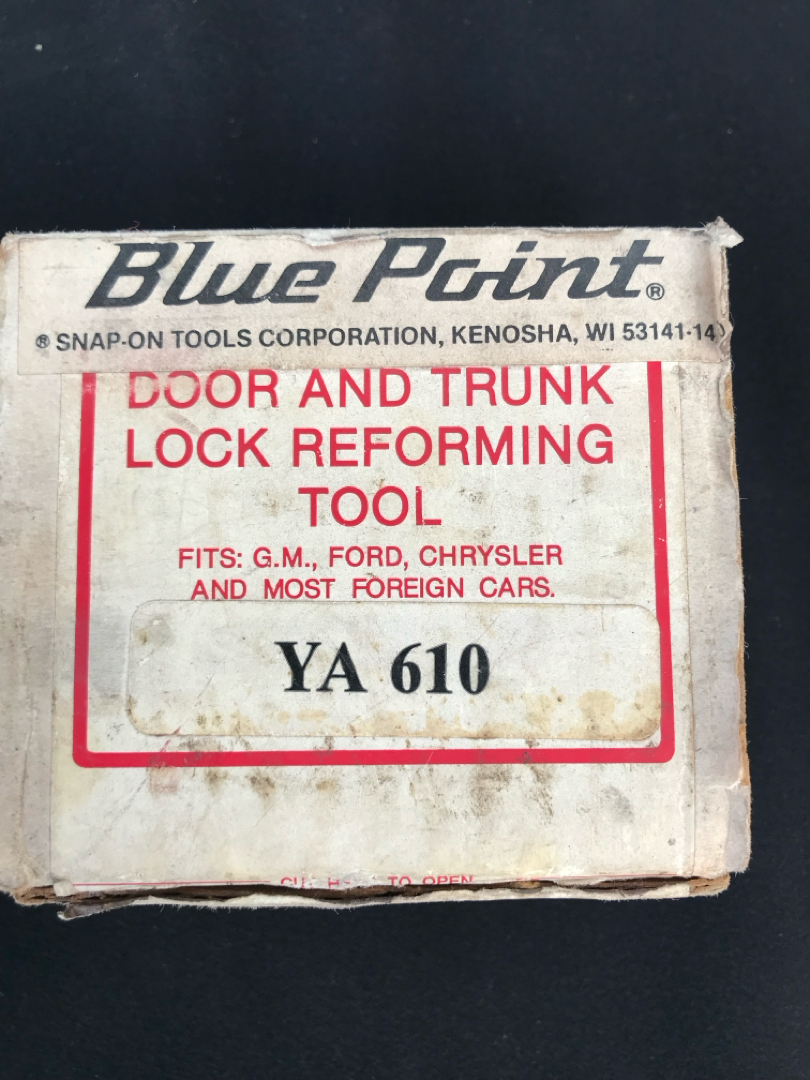 Blue Point®
® SNAP-ON TOOLS CORPORATION, KENOSHA, WI 53141-14
DOOR AND TRUNK
LOCK REFORMING
TOOL
FITS: G.M., FORD, CHRYSLER
AND MOST FOREIGN CARS.
YA 610
TO OPEN